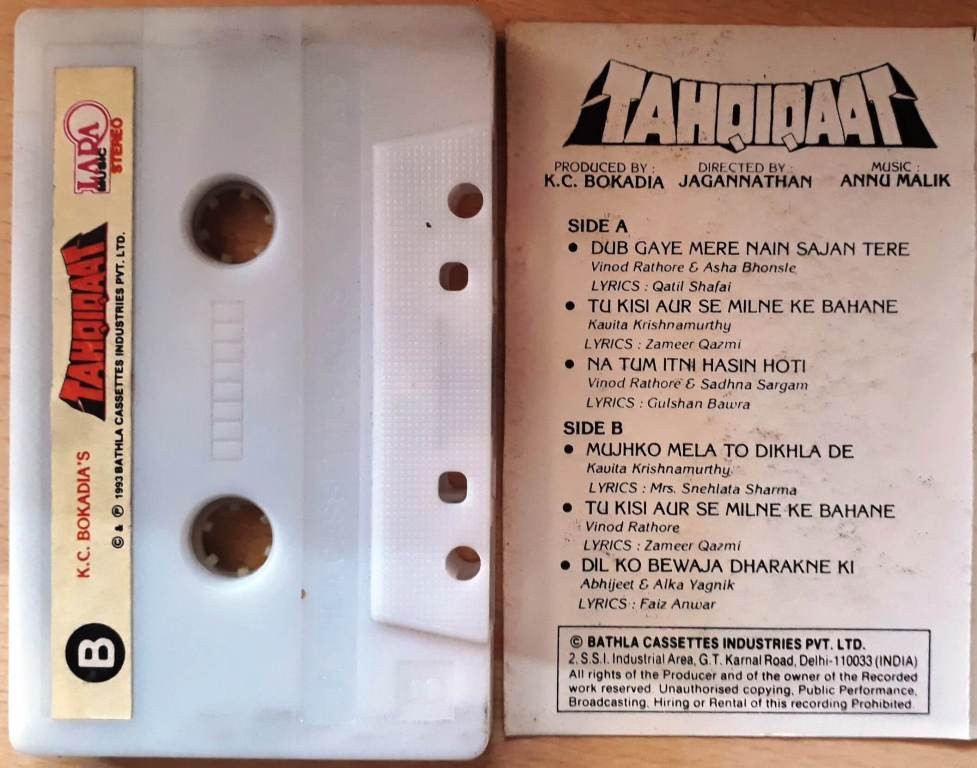 LARA
MUSIC
STEREO
K.C. BOKADIA'S TAHQIQAAT
© & ℗ 1993 BATHLA CASSETTES INDUSTRIES PVT. LTD.
B
TAHQIQAAT
PRODUCED BY : DIRECTED BY : MUSIC :
K.C. BOKADIA JAGANNATHAN ANNU MALIK
SIDE A
● DUB GAYE MERE NAIN SAJAN TERE
Vinod Rathore & Asha Bhonsle
LYRICS : Qatil Shafai
● TU KISI AUR SE MILNE KE BAHANE
Kavita Krishnamurthy
LYRICS : Zameer Qazmi
● NA TUM ITNI HASIN HOTI
Vinod Rathore & Sadhna Sargam
LYRICS : Gulshan Bawra
SIDE B
● MUJHKO MELA TO DIKHLA DE
Kavita Krishnamurthy.
LYRICS : Mrs. Snehlata Sharma
● TU KISI AUR SE MILNE KE BAHANE
Vinod Rathore
LYRICS : Zameer Qazmi
● DIL KO BEWAJA DHARAKNE KI
Abhijeet & Alka Yagnik
LYRICS : Faiz Anwar
© BATHLA CASSETTES INDUSTRIES PVT. LTD.
2, S.S.I. Industrial Area, G.T. Karnal Road, Delhi-110033 (INDIA)
All rights of the Producer and of the owner of the Recorded
work reserved. Unauthorised copying, Public Performance,
Broadcasting, Hiring or Rental of this recording Prohibited.